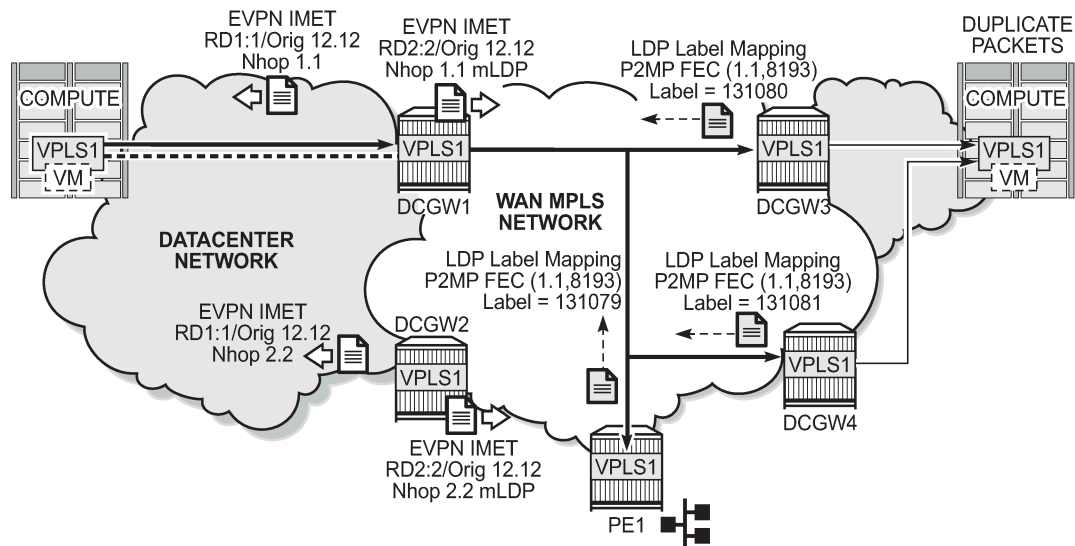 EVPN IMET
RD1:1/Orig 12.12
Nhop 1.1
EVPN IMET
RD2:2/Orig 12.12
Nhop 1.1 mLDP
LDP Label Mapping
P2MP FEC (1.1,8193)
Label = 131080
DUPLICATE
PACKETS
COMPUTE
VPLS1
VM
VPLS1
DCGW1
VPLS1
DCGW3
COMPUTE
VPLS1
VM
WAN MPLS
NETWORK
DATACENTER
NETWORK
LDP Label Mapping
P2MP FEC (1.1,8193)
Label = 131079
LDP Label Mapping
P2MP FEC (1.1,8193)
Label = 131081
EVPN IMET
RD1:1/Orig 12.12
Nhop 2.2
DCGW2
VPLS1
VPLS1
DCGW4
EVPN IMET
RD2:2/Orig 12.12
Nhop 2.2 mLDP
VPLS1
PE1